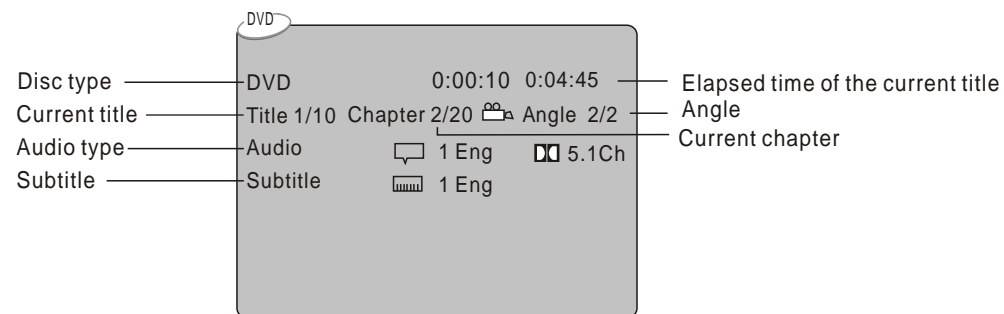 DVD
Disc type DVD 0:00:10 0:04:45 Elapsed time of the current title
Current title Title 1/10 Chapter 2/20 Angle 2/2 Angle
Current chapter
Audio type Audio 1 Eng 5.1Ch
Subtitle Subtitle 1 Eng